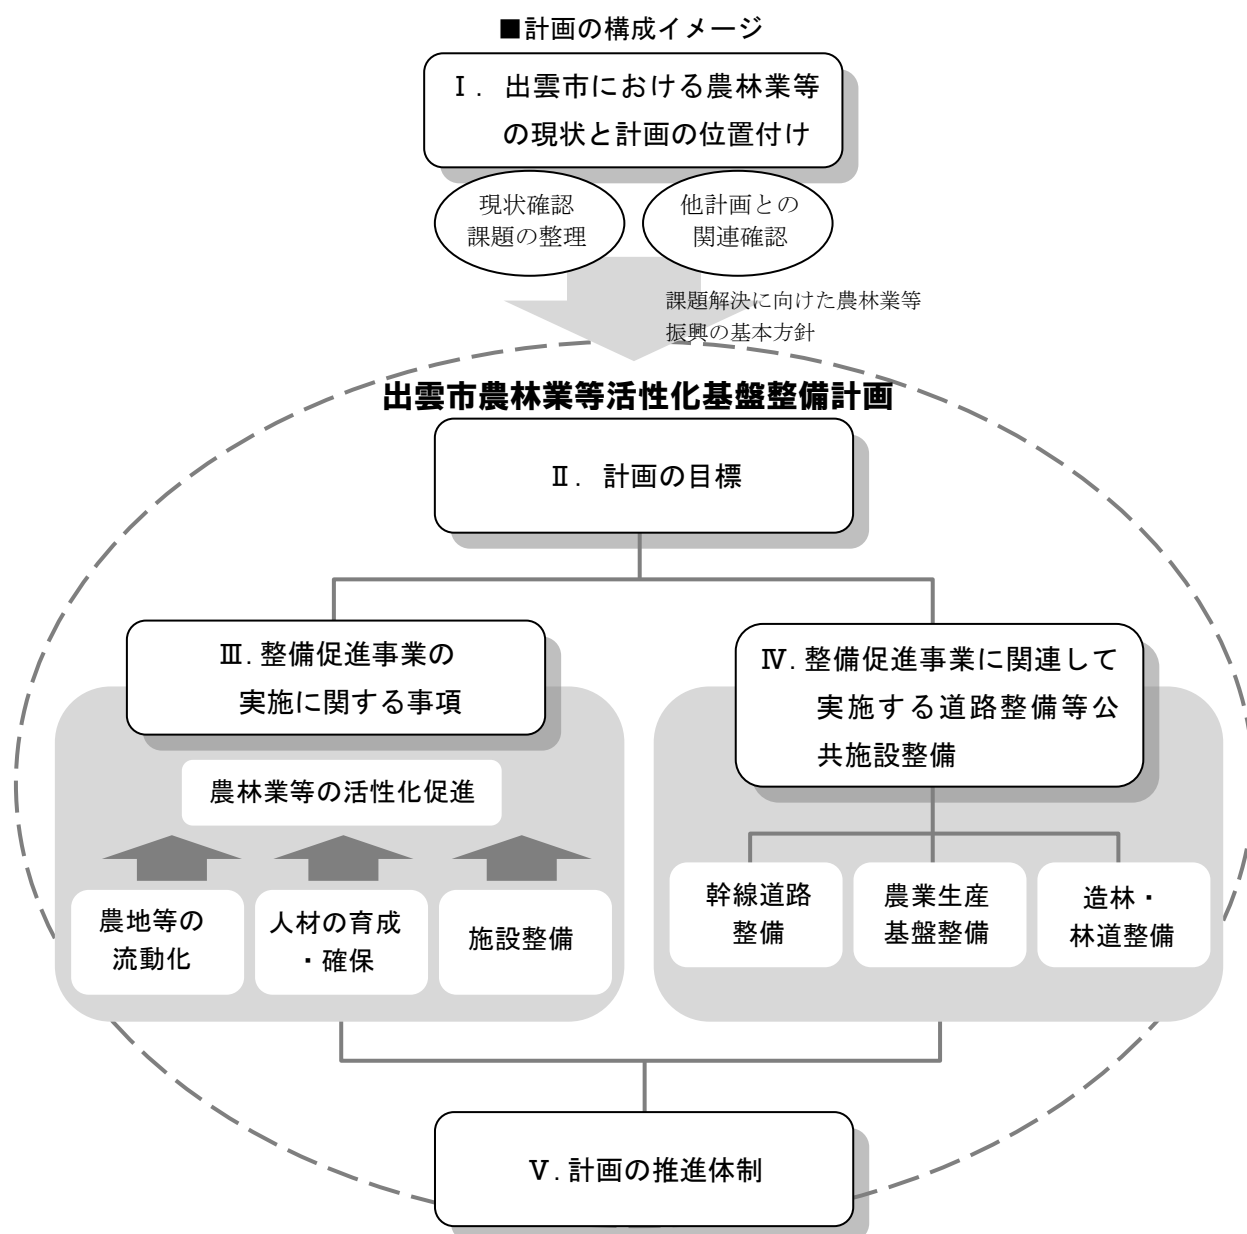 ■計画の構成イメージ
Ⅰ．出雲市における農林業等
の現状と計画の位置付け
現状確認
課題の整理
他計画との
関連確認
課題解決に向けた農林業等
振興の基本方針
出雲市農林業等活性化基盤整備計画
Ⅱ．計画の目標
Ⅲ．整備促進事業の
実施に関する事項
農林業等の活性化促進
農地等の
流動化
人材の育成
・確保
施設整備
Ⅳ．整備促進事業に関連して
実施する道路整備等公
共施設整備
幹線道路
整備
農業生産
基盤整備
造林・
林道整備
Ⅴ．計画の推進体制